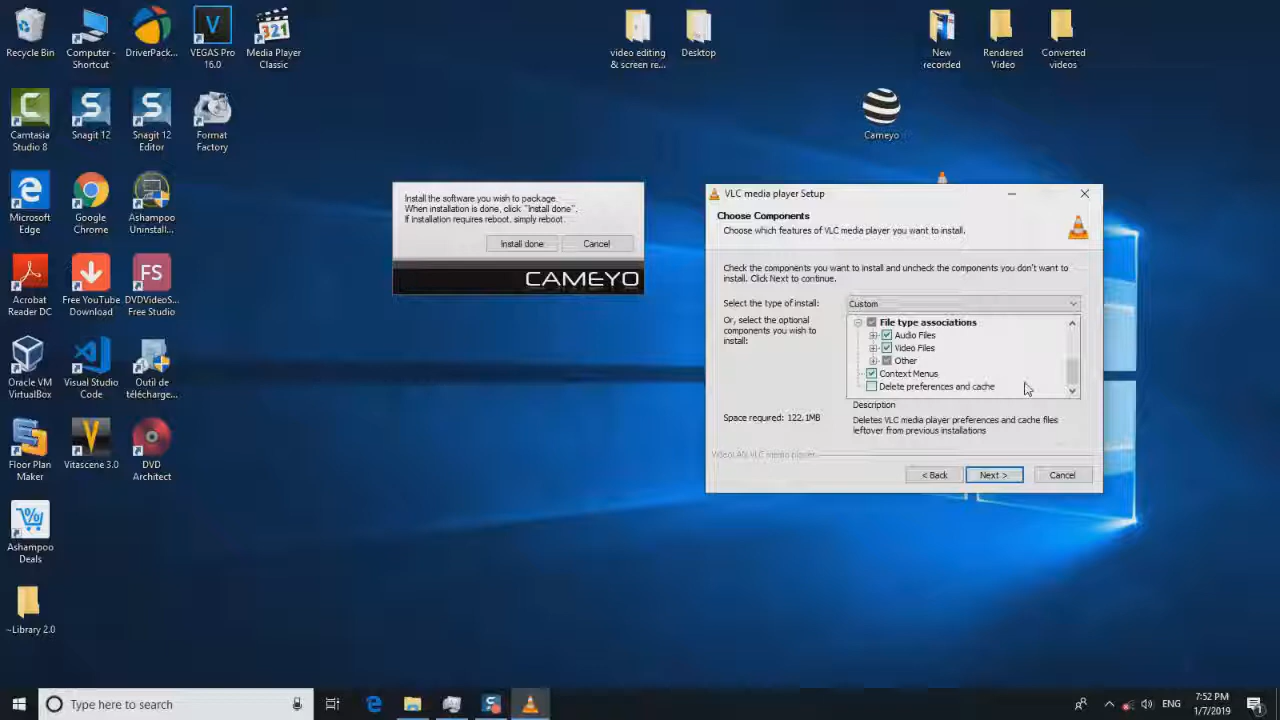 Recycle Bin
Computer -
Shortcut
DriverPack...
VEGAS Pro
16.0
Media Player
Classic
video editing
& screen re...
Desktop
New
recorded
Rendered
Video
Converted
videos
Camtasia
Studio 8
Snagit 12
Snagit 12
Editor
Format
Factory
Cameyo
Microsoft
Edge
Google
Chrome
Ashampoo
Uninstall...
Acrobat
Reader DC
Free YouTube
Download
FS
DVDVideoS...
Free Studio
Oracle VM
VirtualBox
Visual Studio
Code
Outil de
télécharge...
Floor Plan
Maker
Vitascene 3.0
DVD
Architect
Ashampoo
Deals
~Library 2.0
Install the software you wish to package.
When installation is done, click "Install done".
If installation requires reboot, simply reboot.
Install done
Cancel
CAMEYO
VLC media player Setup
Choose Components
Choose which features of VLC media player you want to install.
Check the components you want to install and uncheck the components you don't want to
install. Click Next to continue.
Select the type of install:
Custom
Or, select the optional
components you wish to
install:
File type associations
Audio Files
Video Files
Other
Context Menus
Delete preferences and cache
Space required: 122.1MB
Description
Deletes VLC media player preferences and cache files
leftover from previous installations
VideoLAN VLC media player
< Back
Next >
Cancel
Type here to search
ENG
7:52 PM
1/7/2019